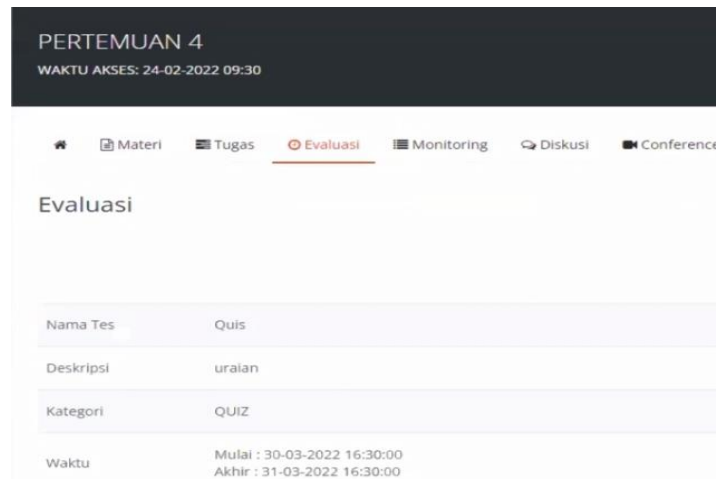 PERTEMUAN 4
WAKTU AKSES: 24-02-2022 09:30
Materi Tugas Evaluasi Monitoring Diskusi Conference
Evaluasi
Nama Tes Quis
Deskripsi uraian
Kategori QUIZ
Waktu Mulai : 30-03-2022 16:30:00
Akhir : 31-03-2022 16:30:00